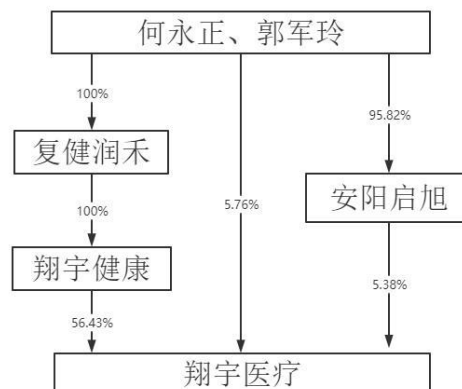 何永正、郭军玲
100%
95.82%
复健润禾
100%
5.76%
安阳启旭
翔宇健康
5.38%
56.43%
翔宇医疗